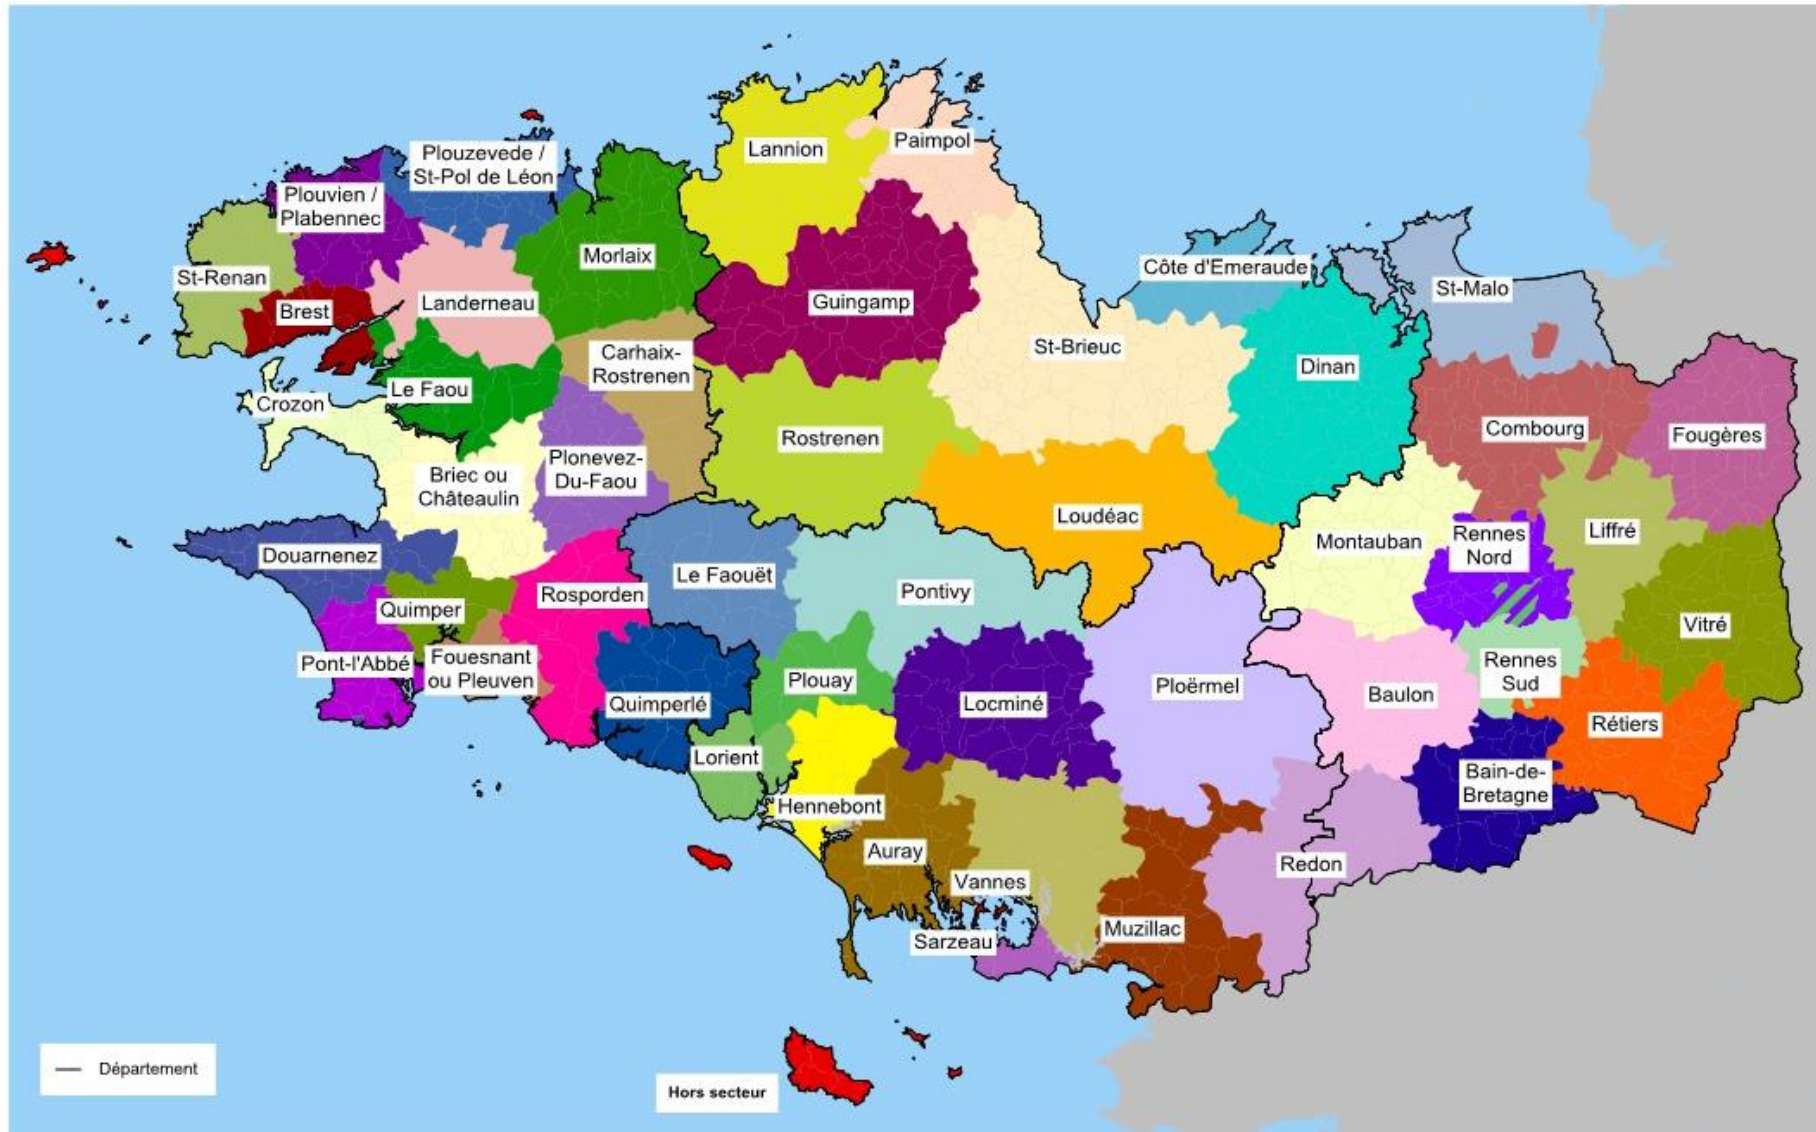 Lannion
Paimpol
Plouzevede /
St-Pol de Léon
Plouvien /
Plabennec
Morlaix
St-Renan
Brest
Landerneau
Guingamp
Côte d'Emeraude
St-Malo
St-Brieuc
Dinan
Carhaix-
Rostrenen
Le Faou
Crozon
Rostrenen
Combourg
Fougères
Briec ou
Châteaulin
Plonevez-
Du-Faou
Loudéac
Montauban
Rennes
Nord
Liffré
Douarnenez
Le Faouët
Pontivy
Rosporden
Quimper
Vitré
Pont-l'Abbé
Fouesnant
ou Pleuven
Plouay
Ploërmel
Rennes
Sud
Baulon
Quimperlé
Locminé
Rétiers
Lorient
Bain-de-
Bretagne
Hennebont
Auray
Redon
Vannes
Muzillac
Sarzeau
Département
Hors secteur